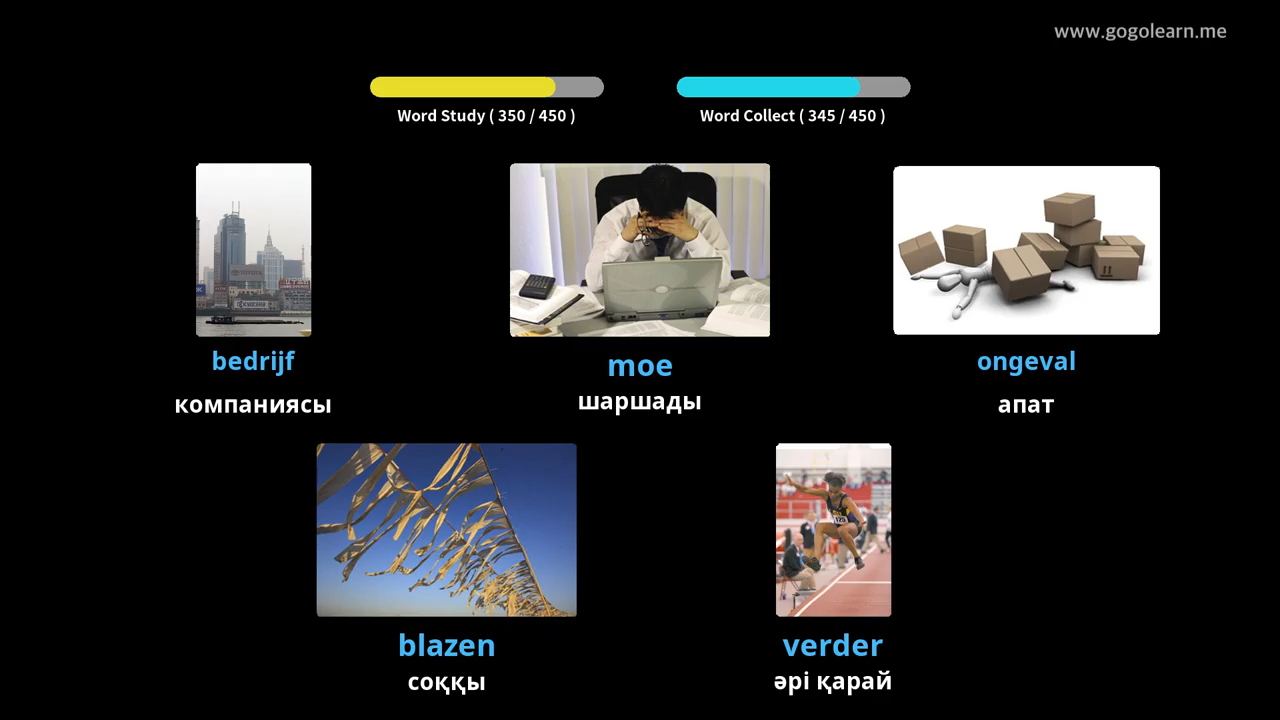 www.gogolearn.me
Word Study ( 350 / 450 )
Word Collect ( 345 / 450 )
TOYOTA
bedrijf
компаниясы
moe
шаршады
ongeval
апат
blazen
соққы
verder
әрі қарай